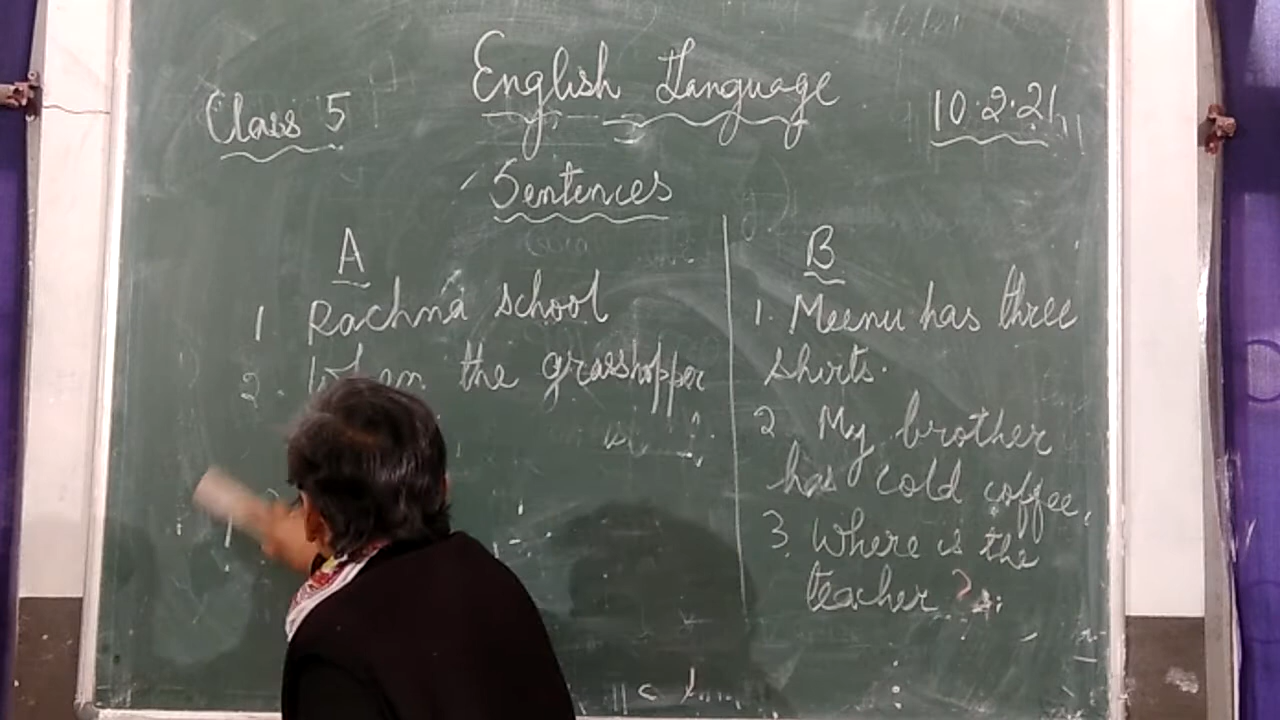 English Language
Class 5
10.2.21
Sentences
A
1 Rachna school
2. When the grasshopper
B
1. Meenu has three
shirts.
2 My brother
has cold coffee.
3. Where is the
teacher ?